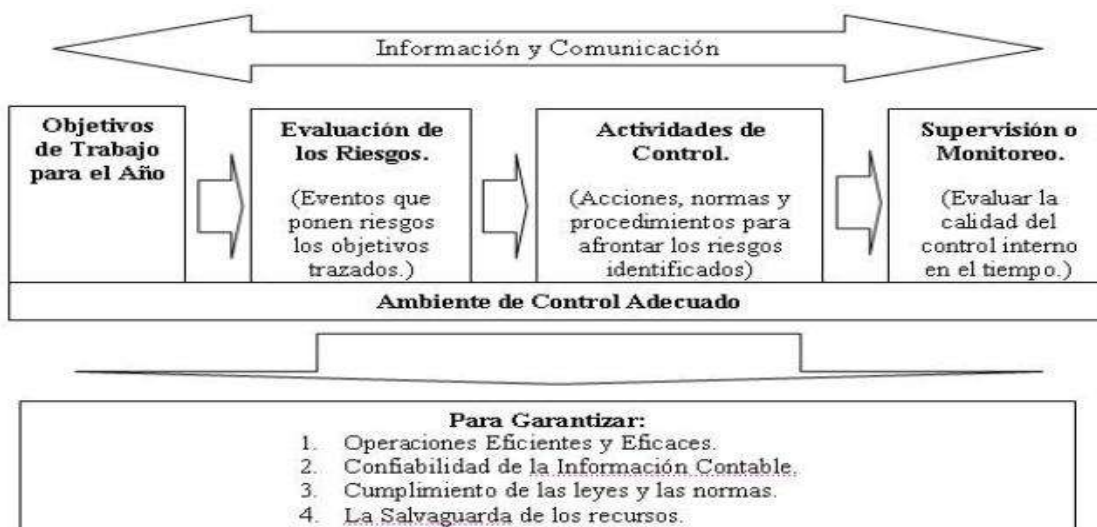 Información y Comunicación
Objetivos
de Trabajo
para el Año
Evaluación de
los Riesgos.
(Eventos que
ponen riesgos
los objetivos
trazados.)
Actividades de
Control.
(Acciones, normas y
procedimientos para
afrontar los riesgos
identificados)
Supervisión o
Monitoreo.
(Evaluar la
calidad del
control interno
en el tiempo.)
Ambiente de Control Adecuado
Para Garantizar:
1. Operaciones Eficientes y Eficaces.
2. Confiabilidad de la Información Contable.
3. Cumplimiento de las leyes y las normas.
4. La Salvaguarda de los recursos.